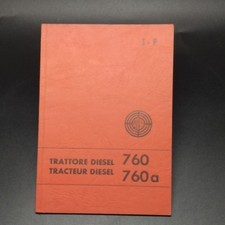 TRATTORE DIESEL 760
TRACTEUR DIESEL 760a